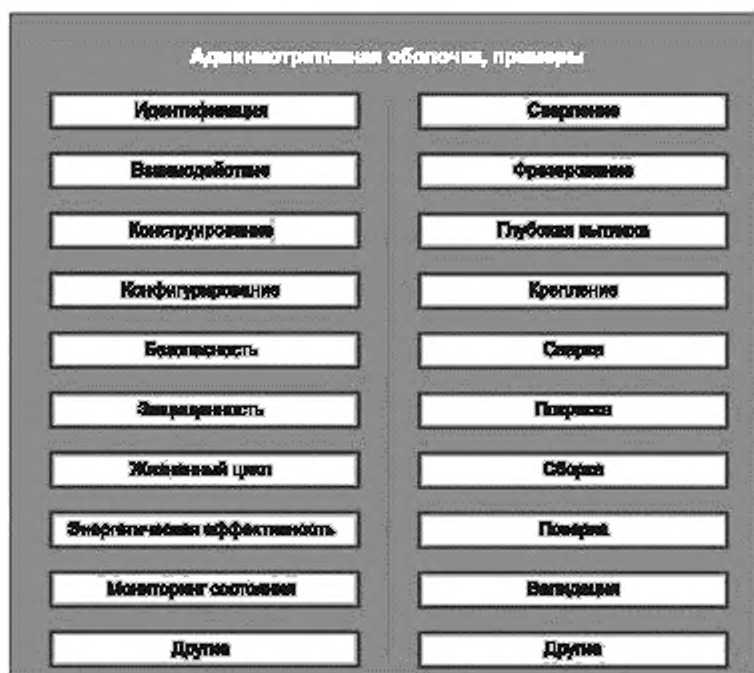 Административная оболочка, примеры
Идентификация
Взаимодействие
Конструирование
Конфигурирование
Безопасность
Защищенность
Жизненный цикл
Энергетическая эффективность
Мониторинг состояния
Другие
Сверление
Фрезерование
Глубокая вытяжка
Крепление
Сварка
Покраска
Сборка
Поверка
Валидация
Другие